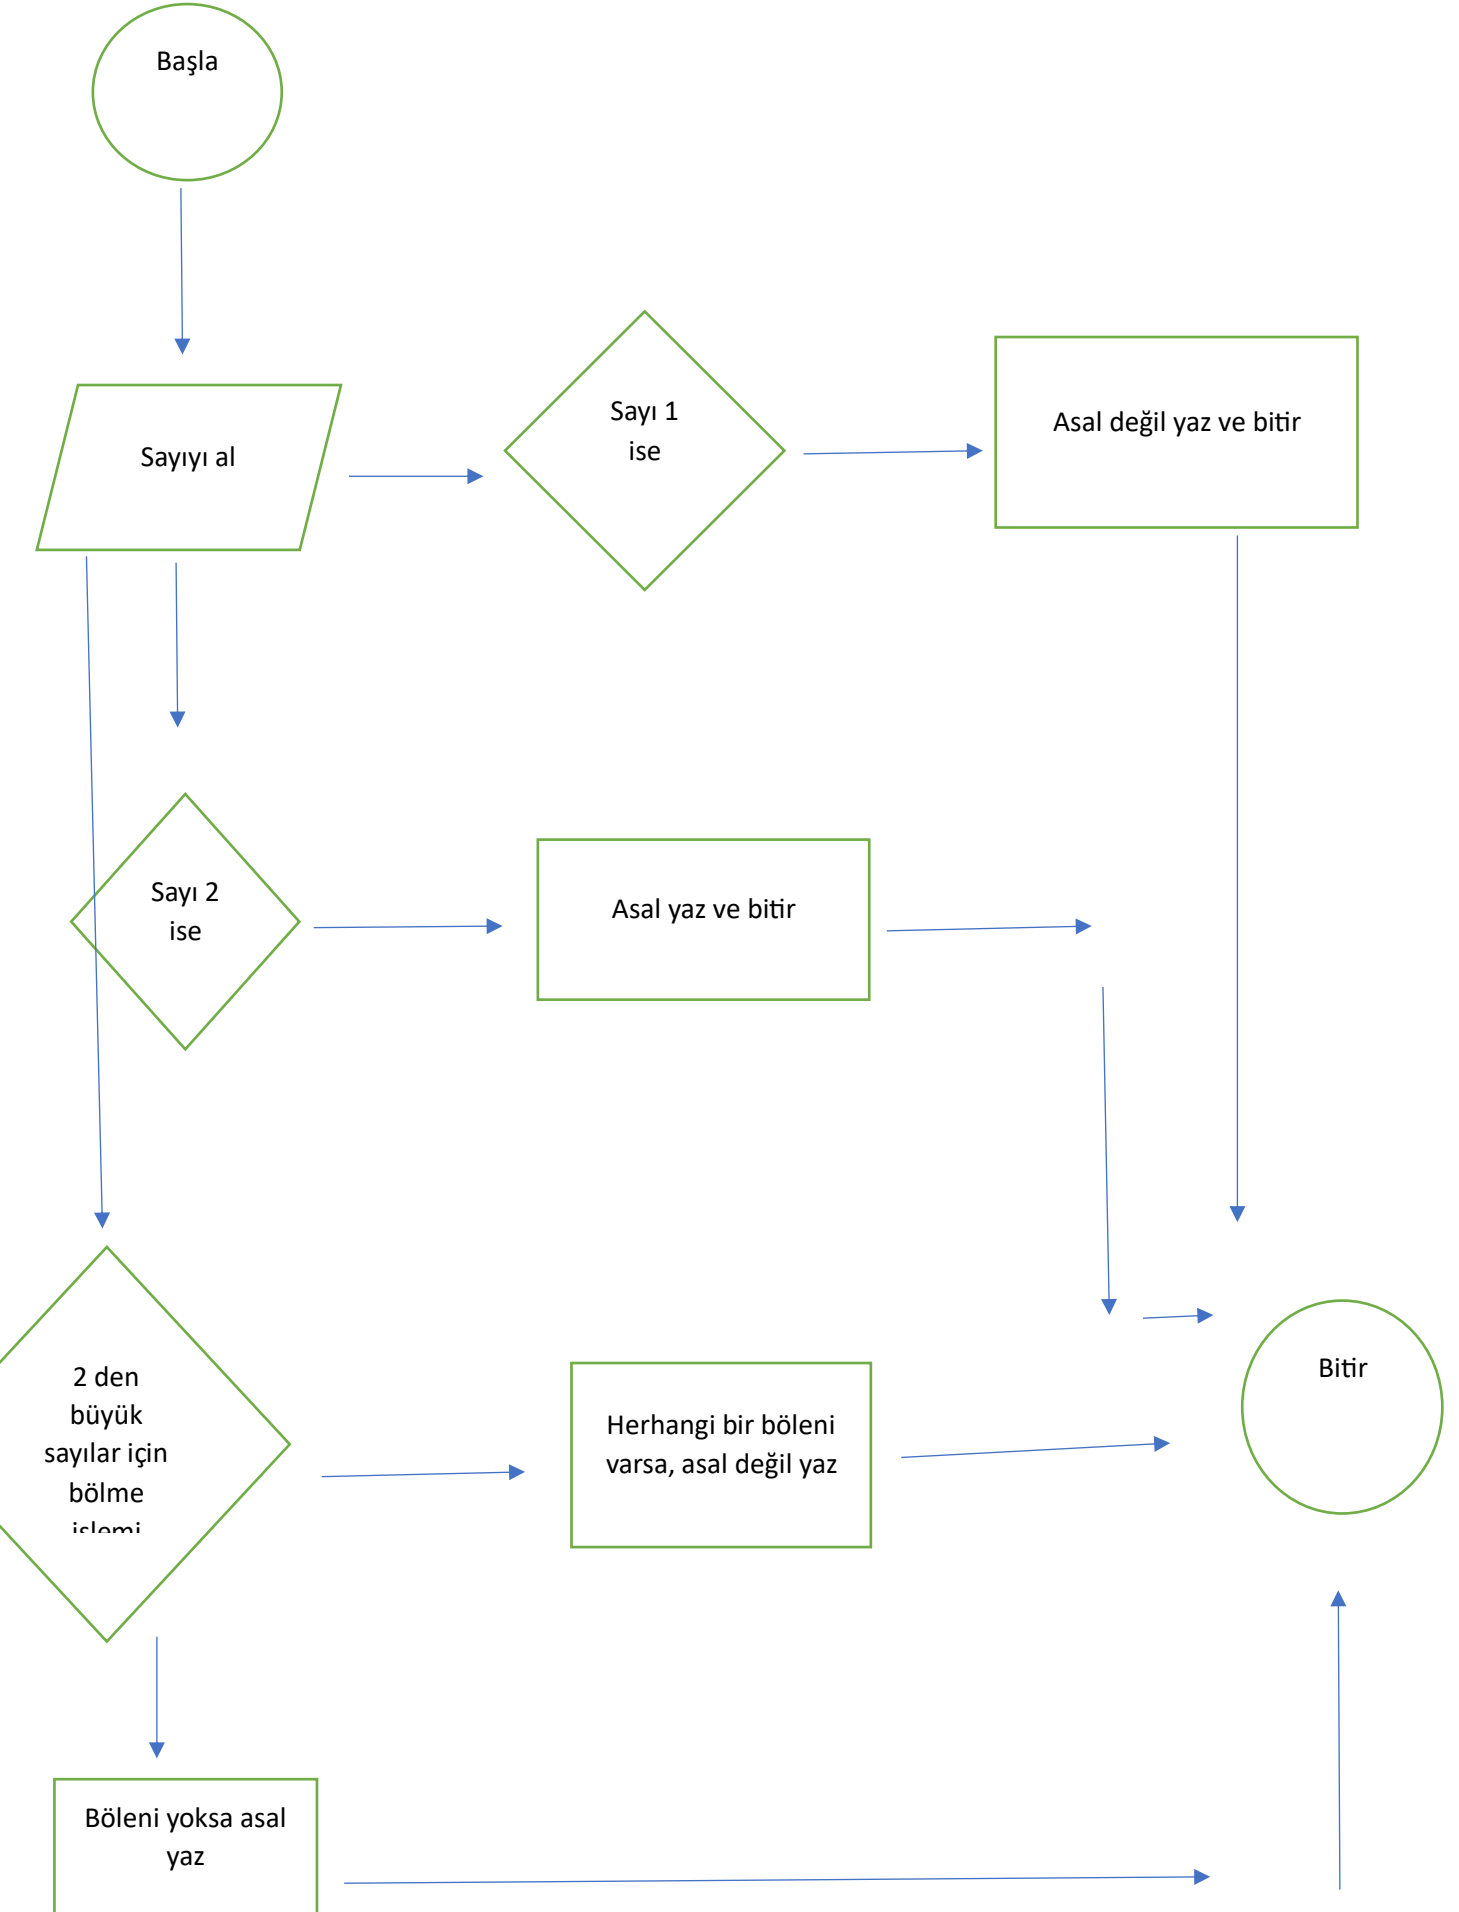 Başla
Sayıyı al
Sayı 1
ise
Asal değil yaz ve bitir
Sayı 2
ise
Asal yaz ve bitir
2 den
büyük
sayılar için
bölme
işlemi
Herhangi bir böleni
varsa, asal değil yaz
Bitir
Böleni yoksa asal
yaz